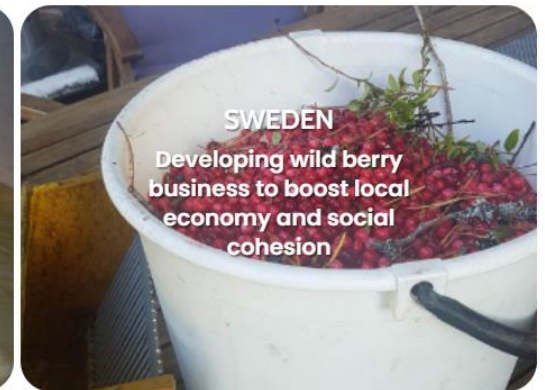 SWEDEN
Developing wild berry
business to boost local
economy and social
cohesion